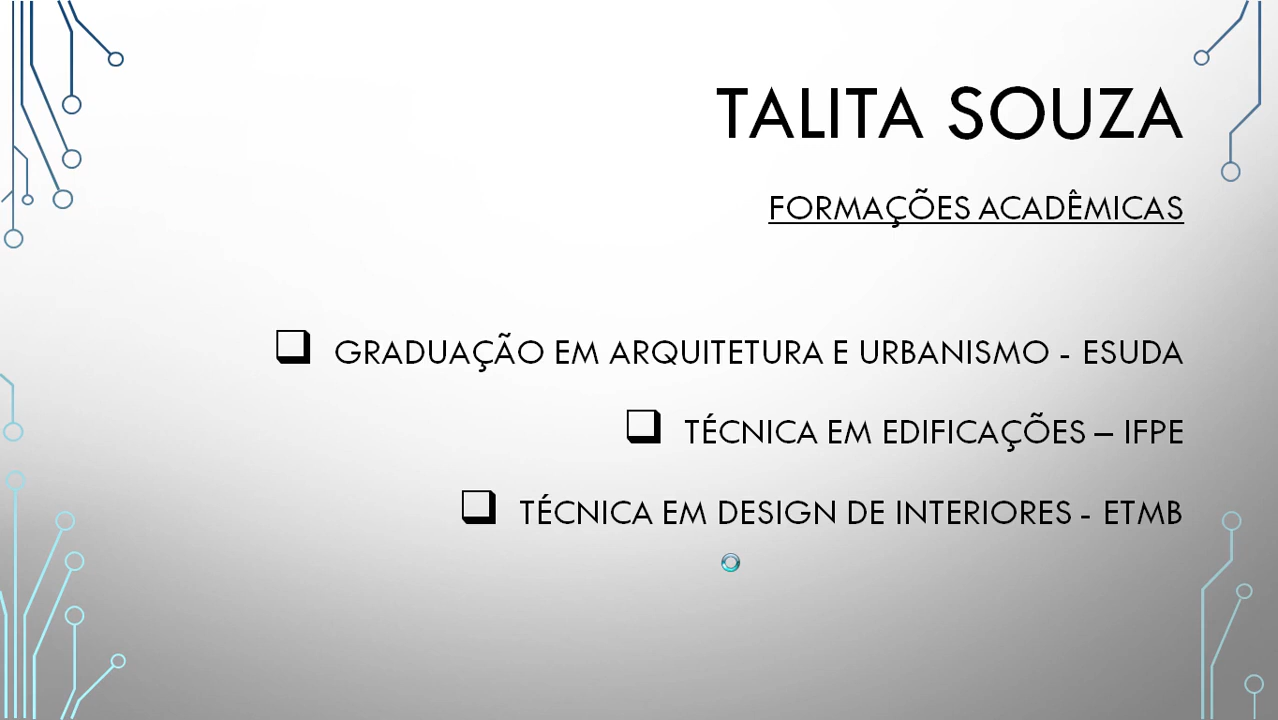 TALITA SOUZA
FORMAÇÕES ACADÊMICAS
GRADUAÇÃO EM ARQUITETURA E URBANISMO - ESUDA
TÉCNICA EM EDIFICAÇÕES – IFPE
TÉCNICA EM DESIGN DE INTERIORES - ETMB